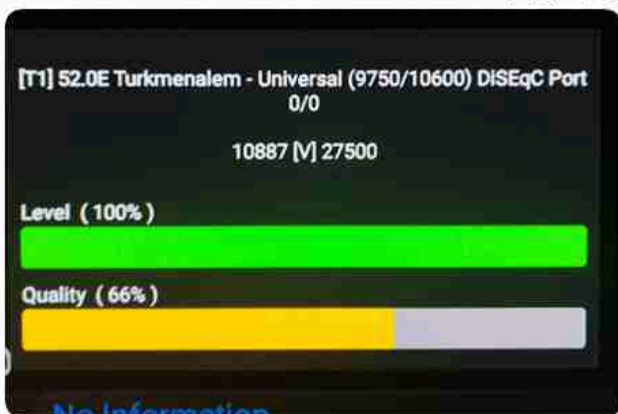 [T1] 52.0E Turkmenalem - Universal (9750/10600) DiSEqC Port
0/0
10887 [V] 27500
Level ( 100% )
Quality ( 66% )
No Information